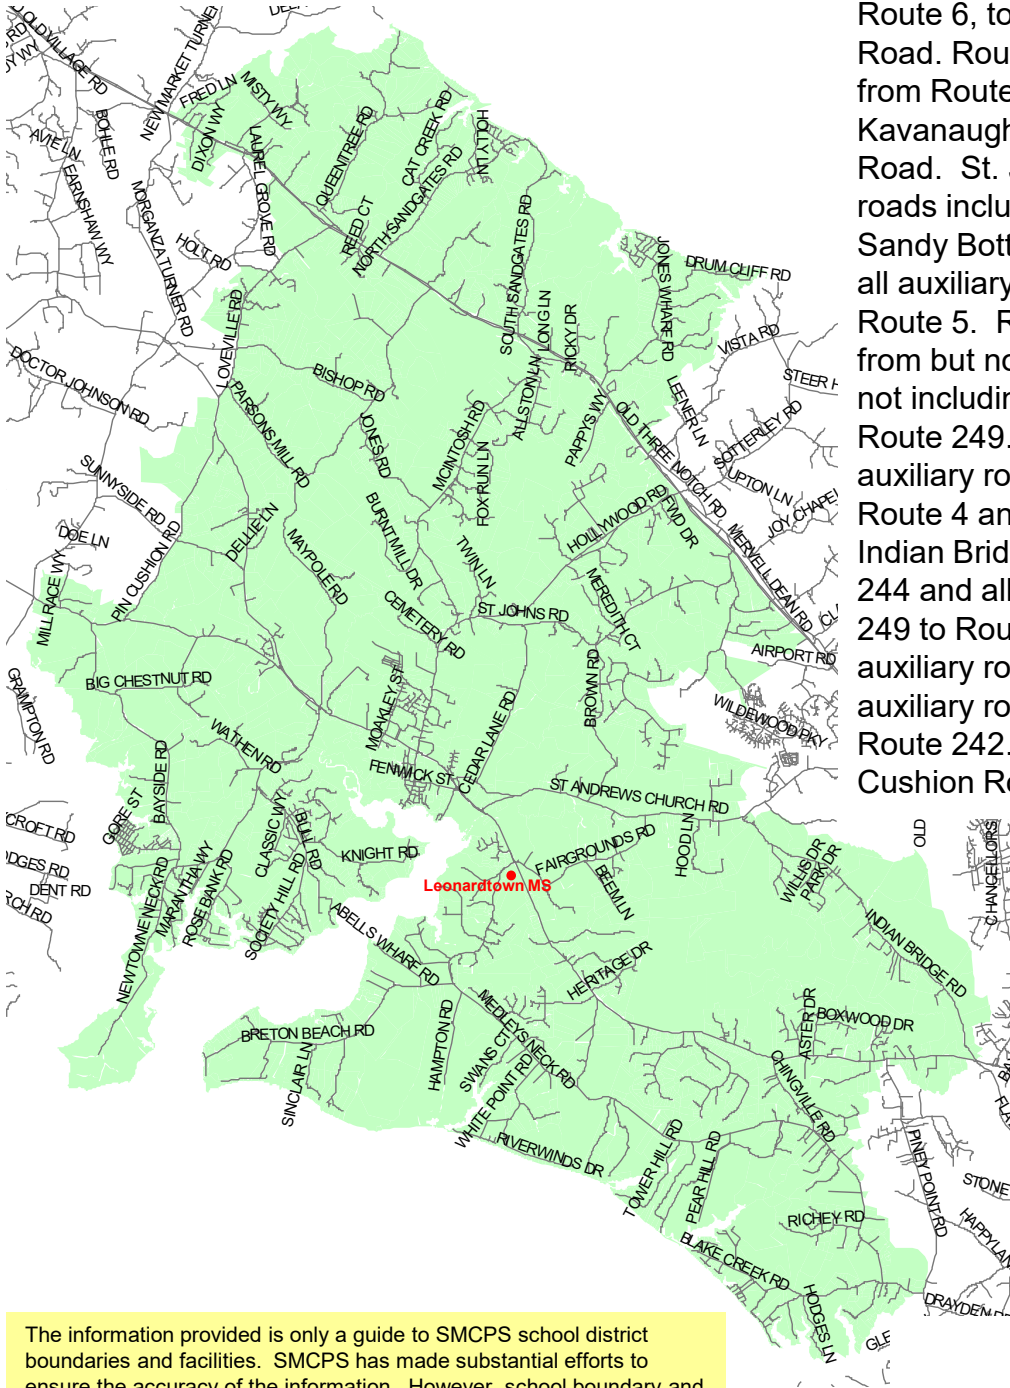 Route 6, to
Road. Rou
from Route
Kavanaugh
Road. St.
roads inclu
Sandy Bott
all auxiliary
Route 5. R
from but no
not includin
Route 249.
auxiliary ro
Route 4 an
Indian Brid
244 and all
249 to Rou
auxiliary ro
auxiliary ro
Route 242.
Cushion Ro
OLD VILLAGE RD
NEW MARKET TURNER
FRED LN
MISTY WY
DIXON WY
BOHLE RD
AVIE LN
EARNSHAW WY
MORGANZA TURNER RD
HOLT RD
LAUREL GROVE RD
QUEENTREE RD
CAT CREEK RD
HOLLY LN
REED CT
NORTH SANDGATES RD
SOUTH SANDGATES RD
LONG LN
RICKY DR
JONES WHARF RD
DRUM CLIFF RD
VISTA RD
STEER H
LOVEVILLE RD
DOCTOR JOHNSON RD
BISHOP RD
PARSONS MILL RD
JONES RD
MCINTOSH RD
ALLSTON LN
PAPPYS WY
LEENER LN
OLD THREE NOTCH RD
SOTTERLEY RD
UPTON LN
JOY CHAPE
SUNNYSIDE RD
DOE LN
PIN CUSHION RD
DELLIE LN
MAYPOLE RD
BURNT MILL DR
FOX RUN LN
TWIN LN
HOLLYWOOD RD
FWD DR
MERVELL DEAN RD
MILL RACE WY
CEMETERY RD
ST JOHNS RD
MEREDITH CT
AIRPORT RD
GRAMPTON RD
BIG CHESTNUT RD
MOAKLEY ST
BROWN RD
WILDEWOOD PKY
WATHEN RD
BAYSIDE RD
FENWICK ST
CEDAR LANE RD
ST ANDREWS CHURCH RD
GORE ST
CLASSIC WY
BULL RD
KNIGHT RD
FAIRGROUNDS RD
HOOD LN
WILLIS DR
PARK DR
OLD
CHANCELLORS
CROFT RD
DGES RD
DENT RD
RCH RD
Leonardtown MS
BEEM LN
NEWTOWNE NECK RD
MARANTHA WY
ROSE BANK RD
SOCIETY HILL RD
ABELLS WHARF RD
INDIAN BRIDGE RD
HERITAGE DR
MEDLEYS NECK RD
BRETON BEACH RD
SINCLAIR LN
HAMPTON RD
SWANS CT
WHITE POINT RD
ASTER DR
BOXWOOD DR
CHINGVILLE RD
RIVERWINDS DR
TOWER HILL RD
PEAR HILL RD
PINEY POINT RD
STONE
HAPPYLAN
RICHEY RD
BLAKE CREEK RD
HODGES LN
DRAYDEN
GLE
The information provided is only a guide to SMCPS school district
boundaries and facilities. SMCPS has made substantial efforts to
ensure the accuracy of the information. However, school boundary and